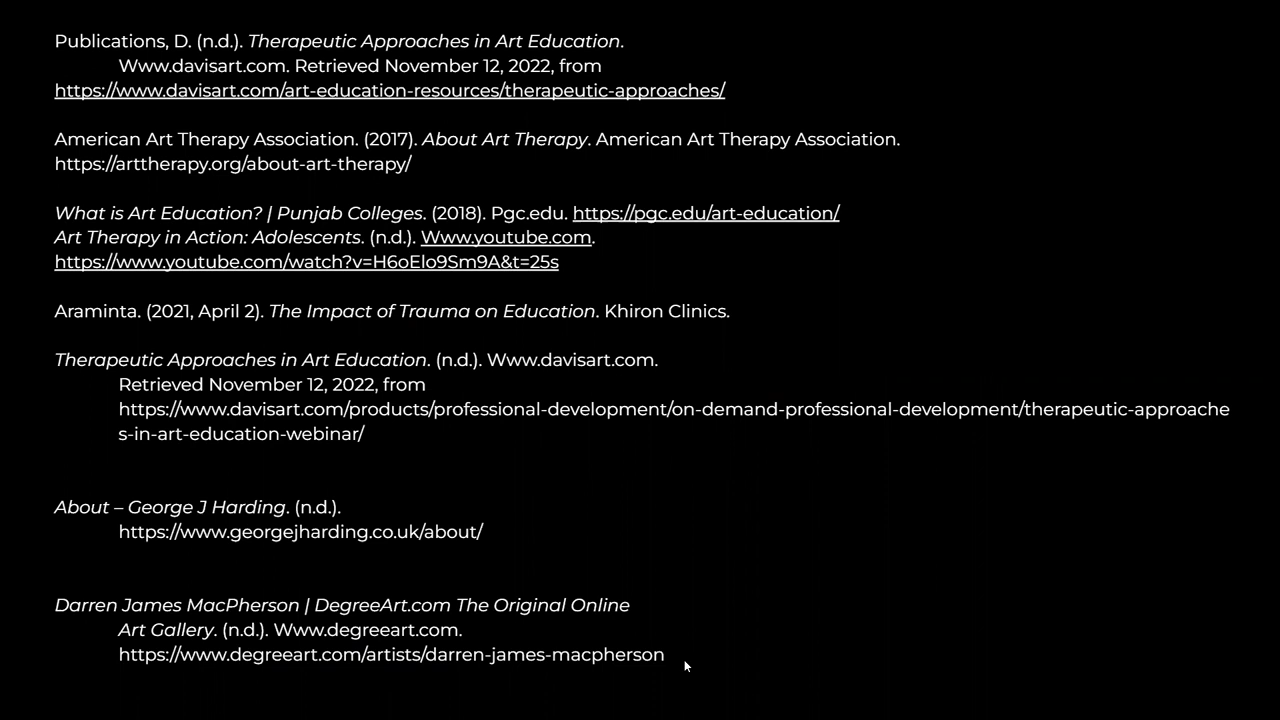 Publications, D. (n.d.). Therapeutic Approaches in Art Education.
Www.davisart.com. Retrieved November 12, 2022, from
https://www.davisart.com/art-education-resources/therapeutic-approaches/
American Art Therapy Association. (2017). About Art Therapy. American Art Therapy Association.
https://arttherapy.org/about-art-therapy/
What is Art Education? | Punjab Colleges. (2018). Pgc.edu. https://pgc.edu/art-education/
Art Therapy in Action: Adolescents. (n.d.). Www.youtube.com.
https://www.youtube.com/watch?v=H6oElo9Sm9A&t=25s
Araminta. (2021, April 2). The Impact of Trauma on Education. Khiron Clinics.
Therapeutic Approaches in Art Education. (n.d.). Www.davisart.com.
Retrieved November 12, 2022, from
https://www.davisart.com/products/professional-development/on-demand-professional-development/therapeutic-approache
s-in-art-education-webinar/
About – George J Harding. (n.d.).
https://www.georgejharding.co.uk/about/
Darren James MacPherson | DegreeArt.com The Original Online
Art Gallery. (n.d.). Www.degreeart.com.
https://www.degreeart.com/artists/darren-james-macpherson